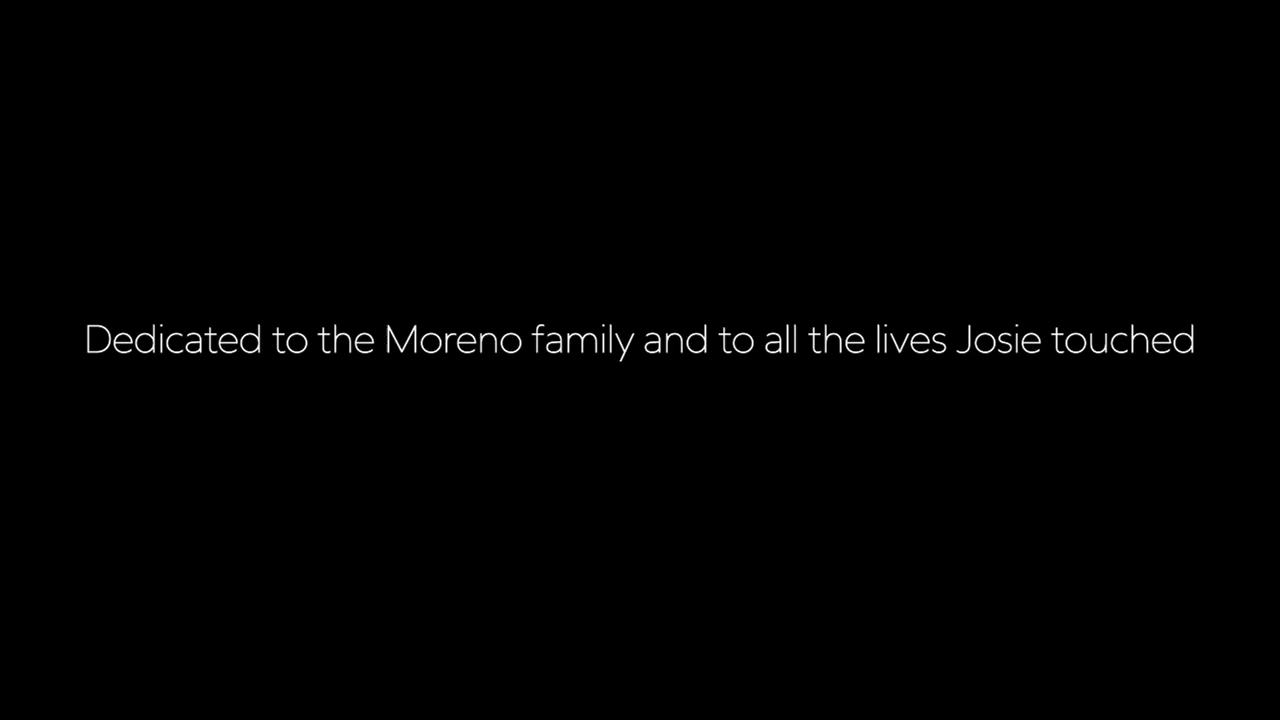 Dedicated to the Moreno family and to all the lives Josie touched